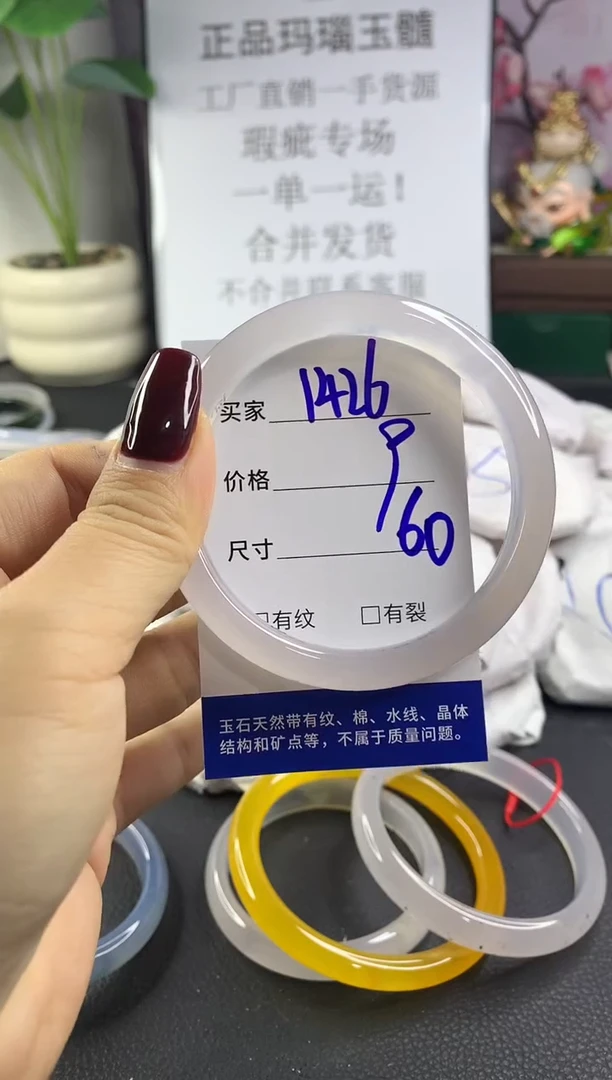 正品玛瑙玉髓
工厂直销一手货源
瑕疵专场
一单一运！
合并发货
买家 1426
价格 9
尺寸 60
□有纹 □有裂
玉石天然带有纹、棉、水线、晶体
结构和矿点等，不属于质量问题。